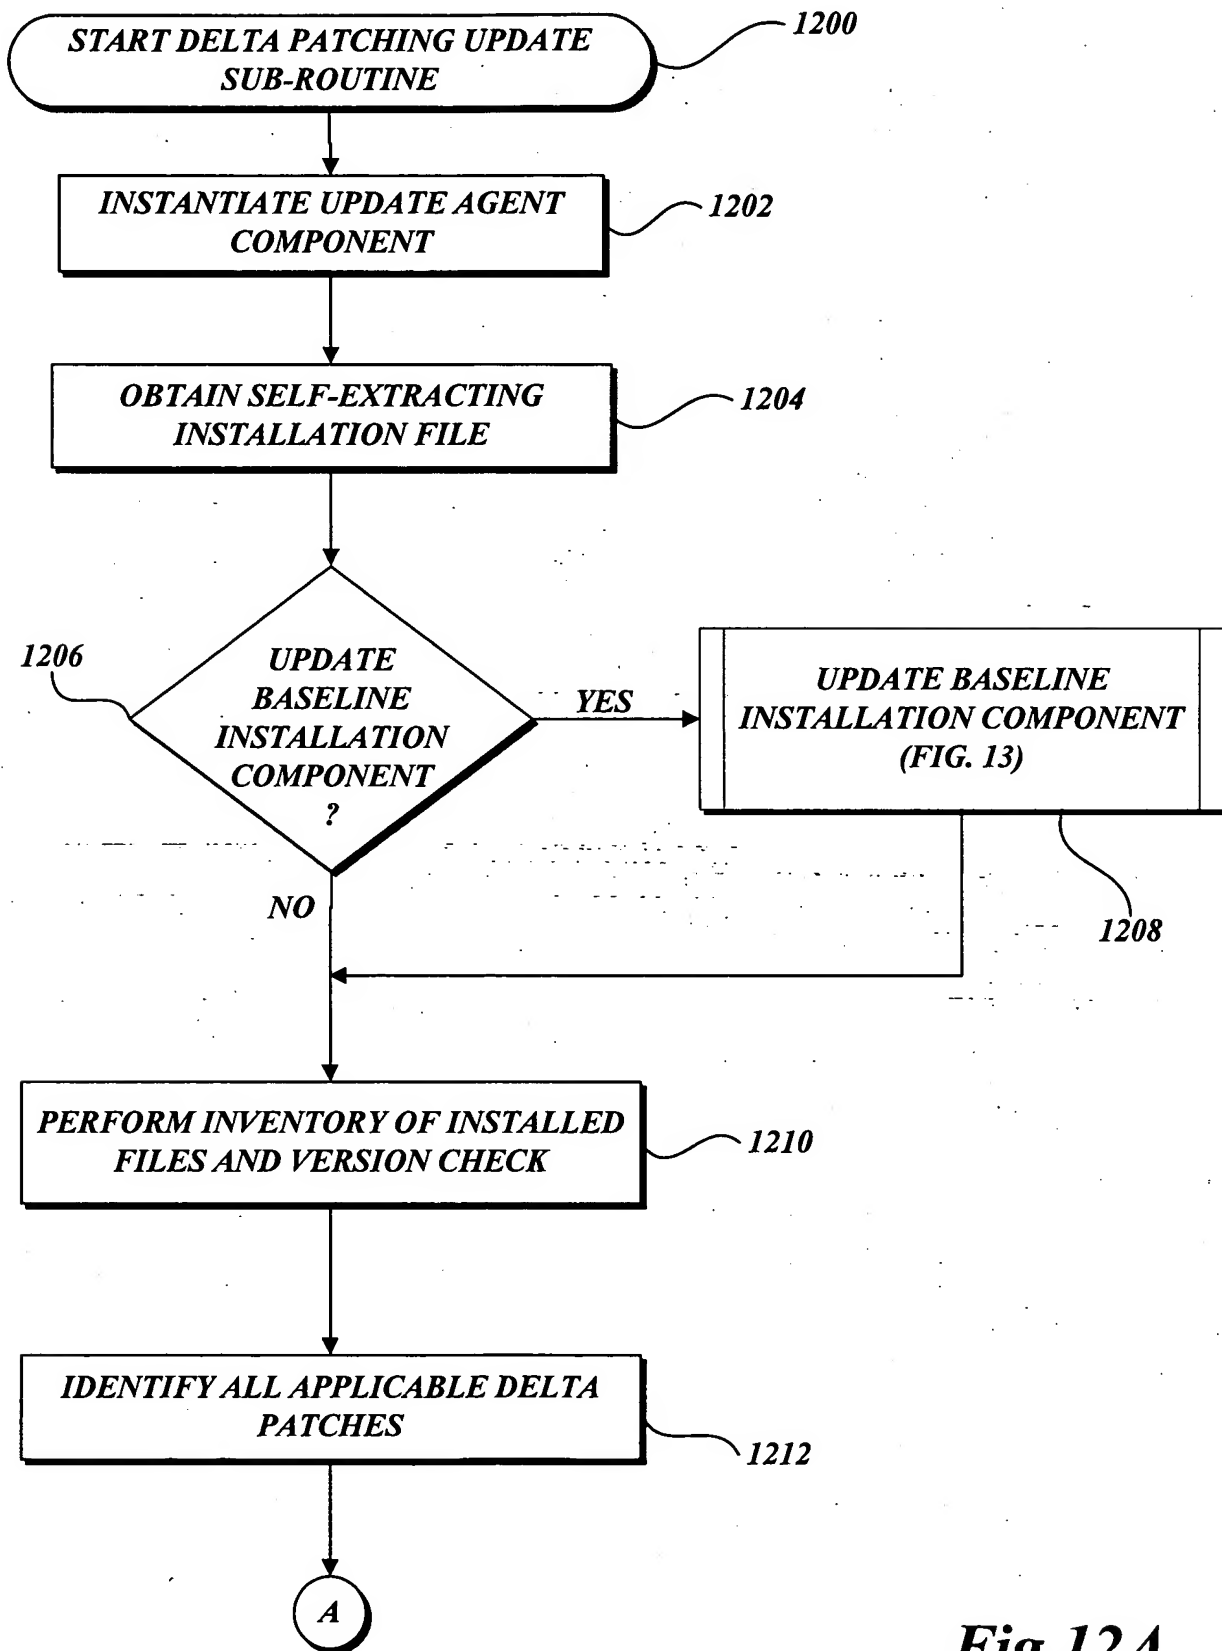 START DELTA PATCHING UPDATE
SUB-ROUTINE
1200
INSTANTIATE UPDATE AGENT
COMPONENT
1202
OBTAIN SELF-EXTRACTING
INSTALLATION FILE
1204
1206
UPDATE
BASELINE
INSTALLATION
COMPONENT
?
YES
UPDATE BASELINE
INSTALLATION COMPONENT
(FIG. 13)
1208
NO
PERFORM INVENTORY OF INSTALLED
FILES AND VERSION CHECK
1210
IDENTIFY ALL APPLICABLE DELTA
PATCHES
1212
A
Fig.12A.